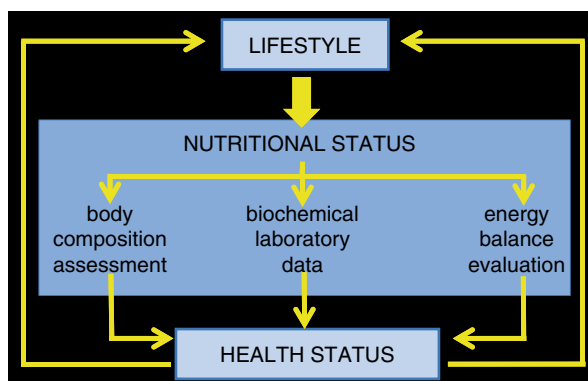 LIFESTYLE
NUTRITIONAL STATUS
body
composition
assessment
biochemical
laboratory
data
energy
balance
evaluation
HEALTH STATUS